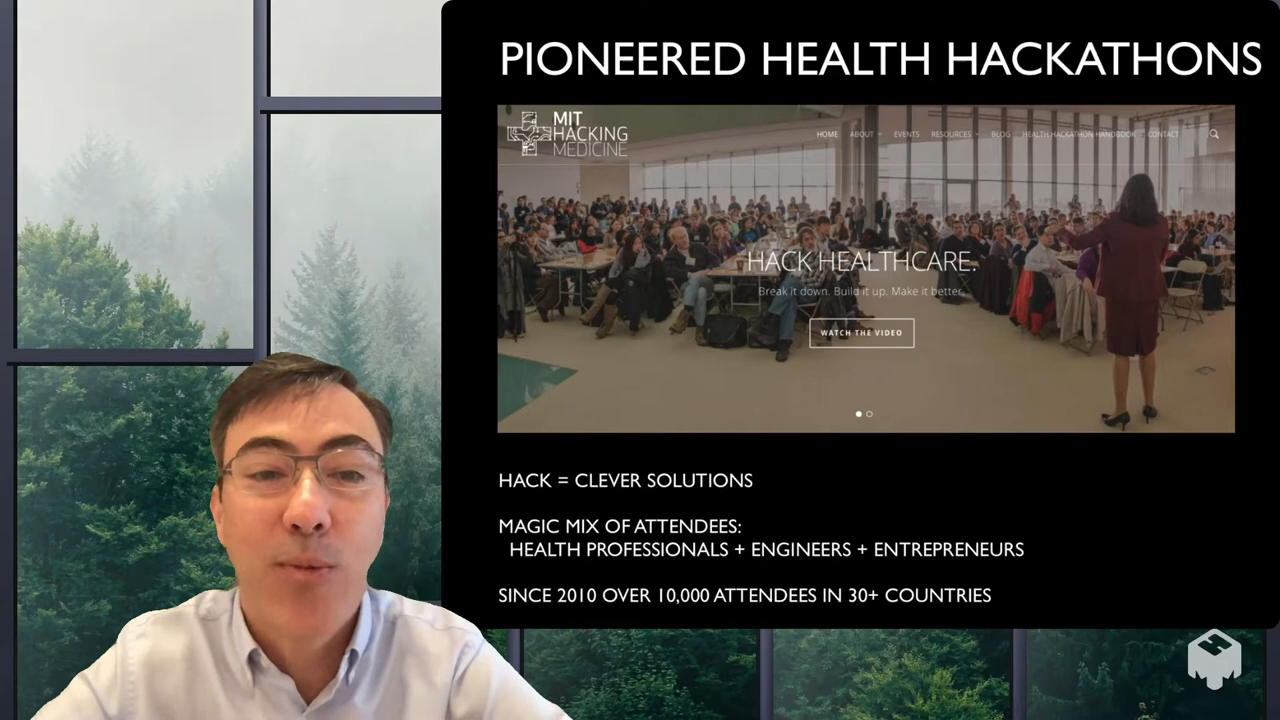 PIONEERED HEALTH HACKATHONS
MIT
HACKING
MEDICINE
HOME ABOUT EVENTS RESOURCES BLOG HEALTH HACKATHON HANDBOOK CONTACT
HACK HEALTHCARE.
Break it down. Build it up. Make it better.
WATCH THE VIDEO
HACK = CLEVER SOLUTIONS
MAGIC MIX OF ATTENDEES:
HEALTH PROFESSIONALS + ENGINEERS + ENTREPRENEURS
SINCE 2010 OVER 10,000 ATTENDEES IN 30+ COUNTRIES